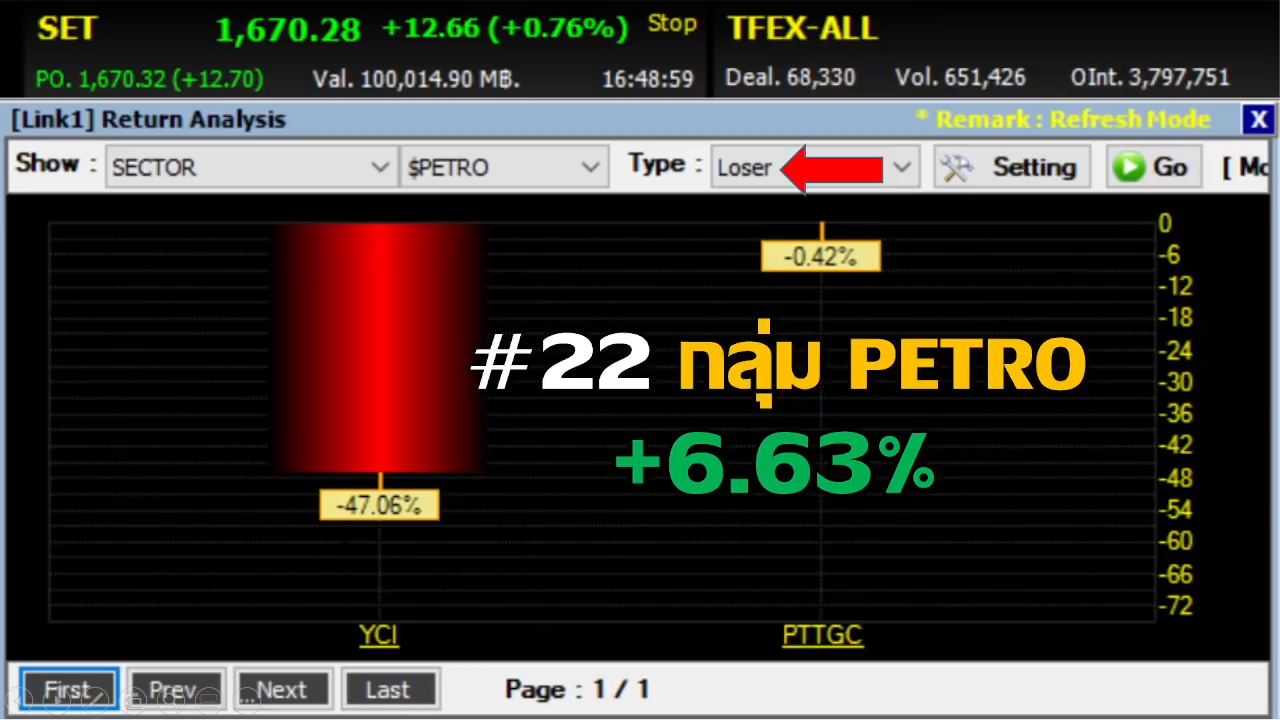 SET 1,670.28 +12.66 (+0.76%) Stop TFEX-ALL
PO. 1,670.32 (+12.70) Val. 100,014.90 M฿. 16:48:59 Deal. 68,330 Vol. 651,426 OInt. 3,797,751
[Link1] Return Analysis * Remark : Refresh Mode X
Show : SECTOR $PETRO Type : Loser Setting Go [ Mo
0
-0.42% -6
-12
-18
#22 กลุ่ม PETRO
-24
-30
-36
+6.63%
-42
-48
-47.06%
-54
-60
-66
-72
YCI PTTGC
First Prev Next Last Page : 1 / 1